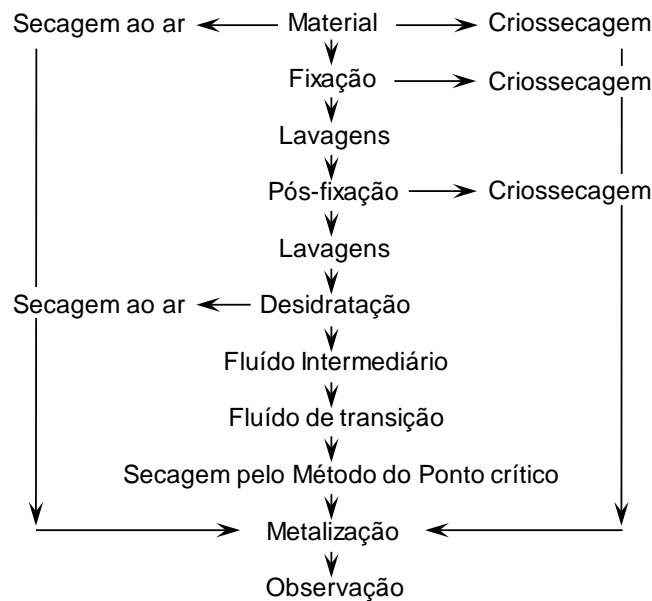 Secagem ao ar Material Criossecagem
Fixação Criossecagem
Lavagens
Pós-fixação Criossecagem
Lavagens
Secagem ao ar Desidratação
Fluído Intermediário
Fluído de transição
Secagem pelo Método do Ponto crítico
Metalização
Observação